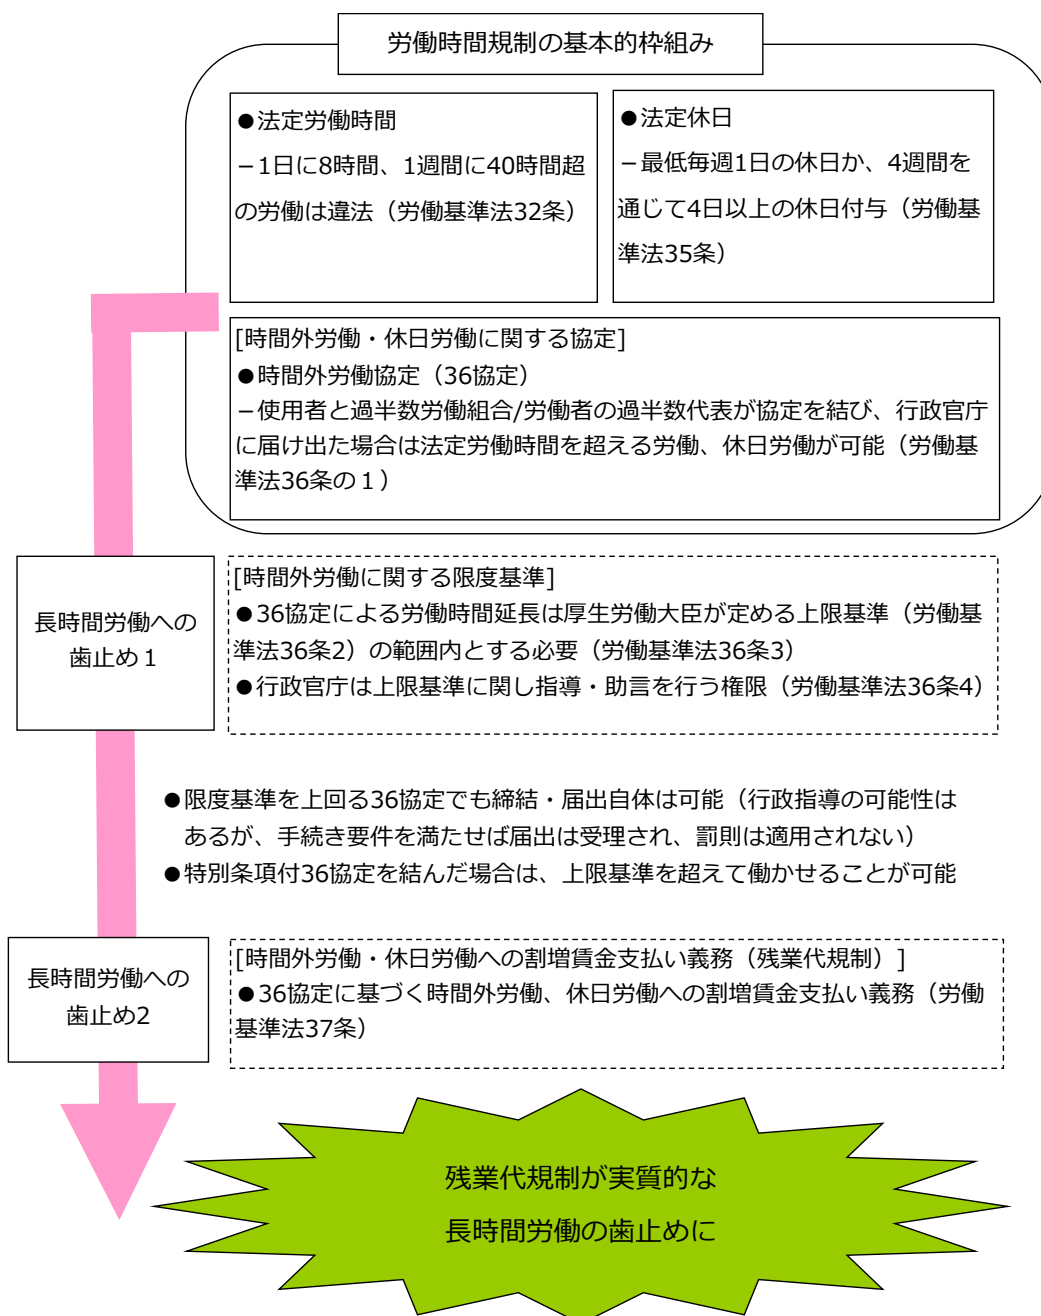 労働時間規制の基本的枠組み
●法定労働時間
－1日に8時間、1週間に40時間超
の労働は違法（労働基準法32条）
●法定休日
－最低毎週1日の休日か、4週間を
通じて4日以上の休日付与（労働基
準法35条）
[時間外労働・休日労働に関する協定]
●時間外労働協定（36協定）
－使用者と過半数労働組合/労働者の過半数代表が協定を結び、行政官庁
に届け出た場合は法定労働時間を超える労働、休日労働が可能（労働基
準法36条の１）
長時間労働への
歯止め１
[時間外労働に関する限度基準]
●36協定による労働時間延長は厚生労働大臣が定める上限基準（労働基
準法36条2）の範囲内とする必要（労働基準法36条3）
●行政官庁は上限基準に関し指導・助言を行う権限（労働基準法36条4）
●限度基準を上回る36協定でも締結・届出自体は可能（行政指導の可能性は
あるが、手続き要件を満たせば届出は受理され、罰則は適用されない）
●特別条項付36協定を結んだ場合は、上限基準を超えて働かせることが可能
長時間労働への
歯止め2
[時間外労働・休日労働への割増賃金支払い義務（残業代規制）]
●36協定に基づく時間外労働、休日労働への割増賃金支払い義務（労働
基準法37条）
残業代規制が実質的な
長時間労働の歯止めに